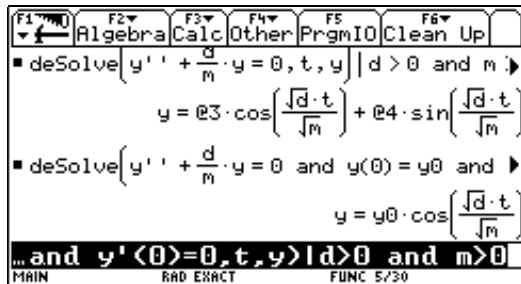 F1 F2 F3 F4 F5 F6
Algebra Calc Other PrgmIO Clean Up
▪ deSolve(y'' + d/m·y = 0, t, y) | d > 0 and m
y = @3·cos(√d·t/√m) + @4·sin(√d·t/√m)
▪ deSolve(y'' + d/m·y = 0 and y(0) = y0 and
y = y0·cos(√d·t/√m)
…and y'(0)=0,t,y)|d>0 and m>0
MAIN RAD EXACT FUNC 5/30